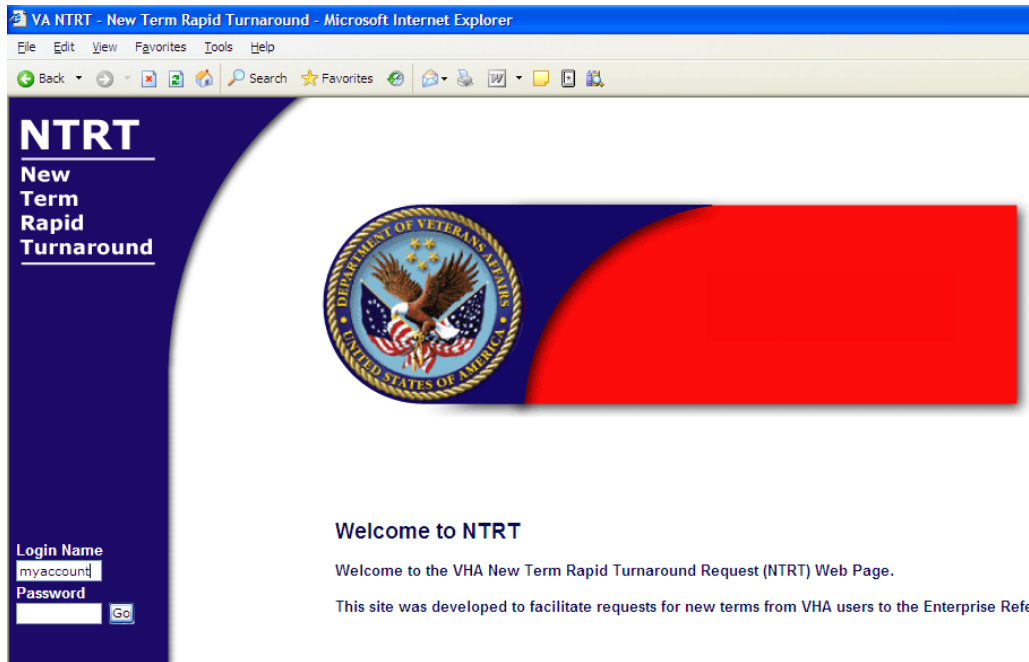 VA NTRT - New Term Rapid Turnaround - Microsoft Internet Explorer
File Edit View Favorites Tools Help
Back Search Favorites
NTRT
New
Term
Rapid
Turnaround
DEPARTMENT OF VETERANS AFFAIRS
UNITED STATES OF AMERICA
Login Name
myaccount
Password
Go
Welcome to NTRT
Welcome to the VHA New Term Rapid Turnaround Request (NTRT) Web Page.
This site was developed to facilitate requests for new terms from VHA users to the Enterprise Refe